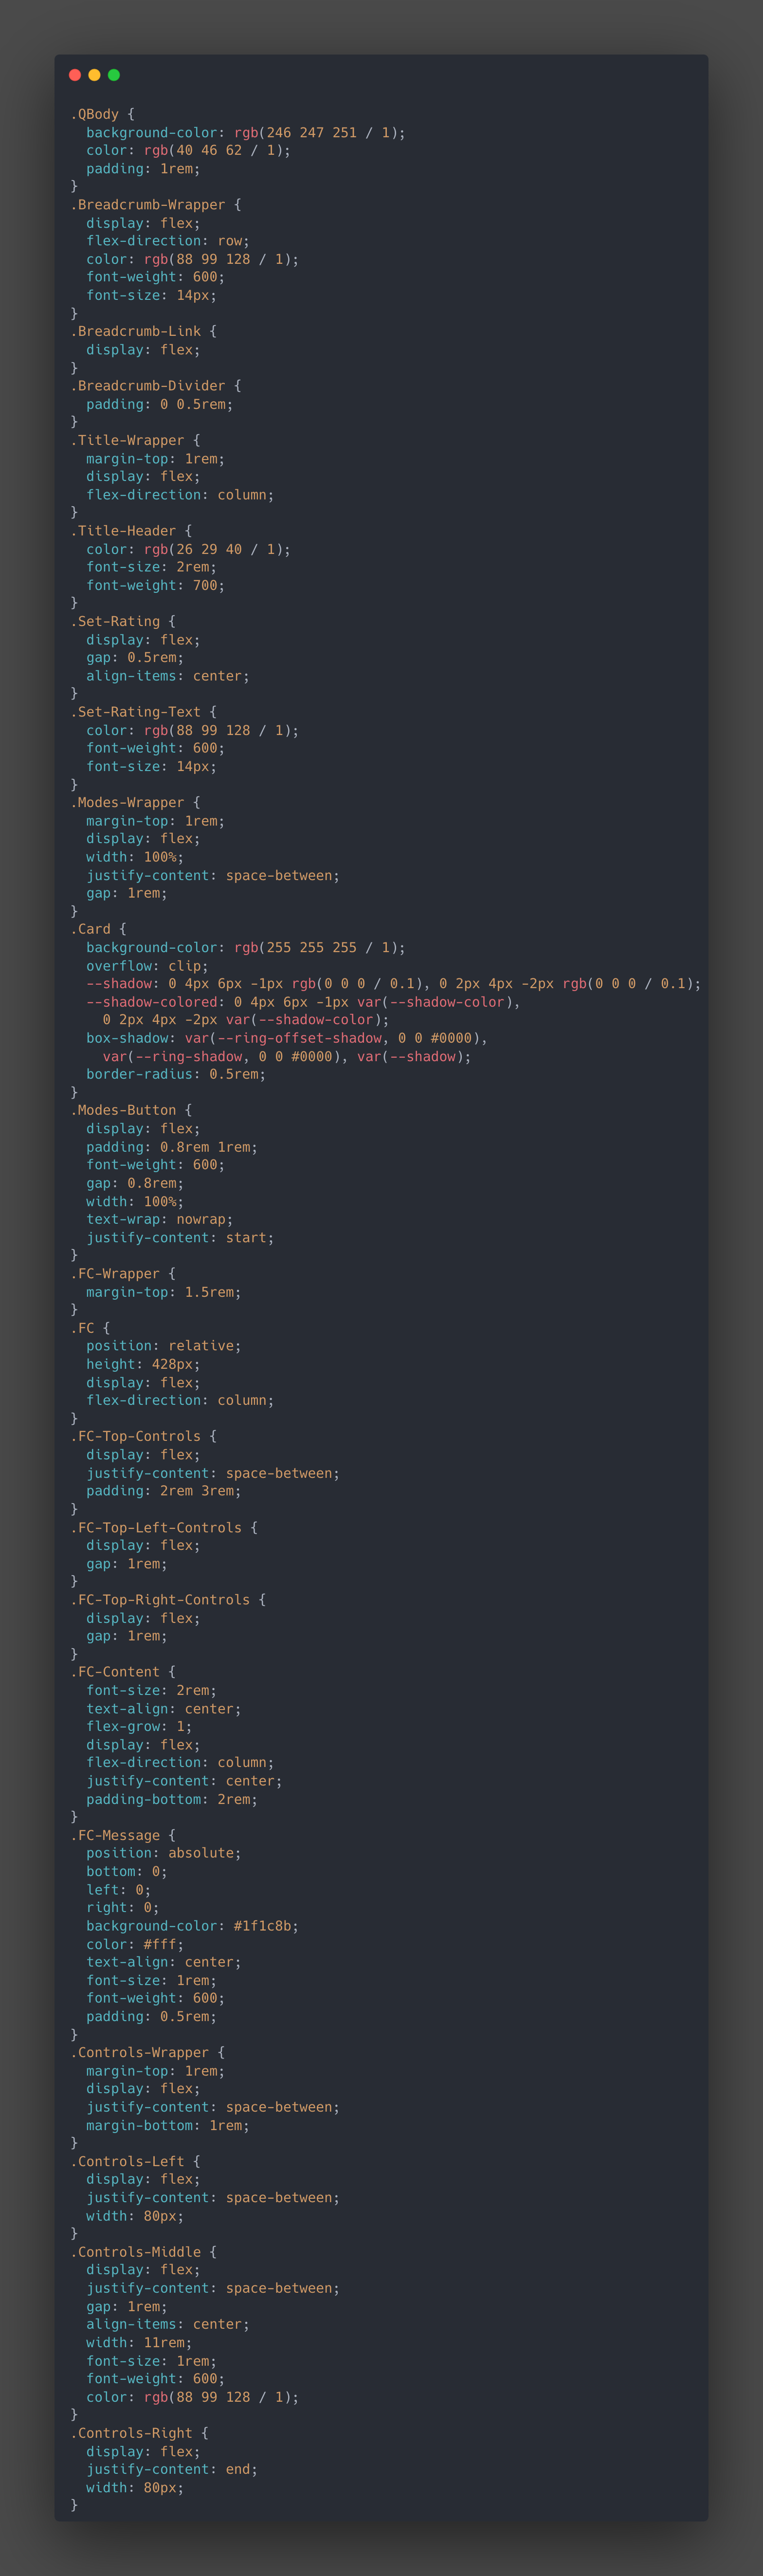 .QBody {
  background-color: rgb(246 247 251 / 1);
  color: rgb(40 46 62 / 1);
  padding: 1rem;
}
.Breadcrumb-Wrapper {
  display: flex;
  flex-direction: row;
  color: rgb(88 99 128 / 1);
  font-weight: 600;
  font-size: 14px;
}
.Breadcrumb-Link {
  display: flex;
}
.Breadcrumb-Divider {
  padding: 0 0.5rem;
}
.Title-Wrapper {
  margin-top: 1rem;
  display: flex;
  flex-direction: column;
}
.Title-Header {
  color: rgb(26 29 40 / 1);
  font-size: 2rem;
  font-weight: 700;
}
.Set-Rating {
  display: flex;
  gap: 0.5rem;
  align-items: center;
}
.Set-Rating-Text {
  color: rgb(88 99 128 / 1);
  font-weight: 600;
  font-size: 14px;
}
.Modes-Wrapper {
  margin-top: 1rem;
  display: flex;
  width: 100%;
  justify-content: space-between;
  gap: 1rem;
}
.Card {
  background-color: rgb(255 255 255 / 1);
  overflow: clip;
  --shadow: 0 4px 6px -1px rgb(0 0 0 / 0.1), 0 2px 4px -2px rgb(0 0 0 / 0.1);
  --shadow-colored: 0 4px 6px -1px var(--shadow-color),
    0 2px 4px -2px var(--shadow-color);
  box-shadow: var(--ring-offset-shadow, 0 0 #0000),
    var(--ring-shadow, 0 0 #0000), var(--shadow);
  border-radius: 0.5rem;
}
.Modes-Button {
  display: flex;
  padding: 0.8rem 1rem;
  font-weight: 600;
  gap: 0.8rem;
  width: 100%;
  text-wrap: nowrap;
  justify-content: start;
}
.FC-Wrapper {
  margin-top: 1.5rem;
}
.FC {
  position: relative;
  height: 428px;
  display: flex;
  flex-direction: column;
}
.FC-Top-Controls {
  display: flex;
  justify-content: space-between;
  padding: 2rem 3rem;
}
.FC-Top-Left-Controls {
  display: flex;
  gap: 1rem;
}
.FC-Top-Right-Controls {
  display: flex;
  gap: 1rem;
}
.FC-Content {
  font-size: 2rem;
  text-align: center;
  flex-grow: 1;
  display: flex;
  flex-direction: column;
  justify-content: center;
  padding-bottom: 2rem;
}
.FC-Message {
  position: absolute;
  bottom: 0;
  left: 0;
  right: 0;
  background-color: #1f1c8b;
  color: #fff;
  text-align: center;
  font-size: 1rem;
  font-weight: 600;
  padding: 0.5rem;
}
.Controls-Wrapper {
  margin-top: 1rem;
  display: flex;
  justify-content: space-between;
  margin-bottom: 1rem;
}
.Controls-Left {
  display: flex;
  justify-content: space-between;
  width: 80px;
}
.Controls-Middle {
  display: flex;
  justify-content: space-between;
  gap: 1rem;
  align-items: center;
  width: 11rem;
  font-size: 1rem;
  font-weight: 600;
  color: rgb(88 99 128 / 1);
}
.Controls-Right {
  display: flex;
  justify-content: end;
  width: 80px;
}